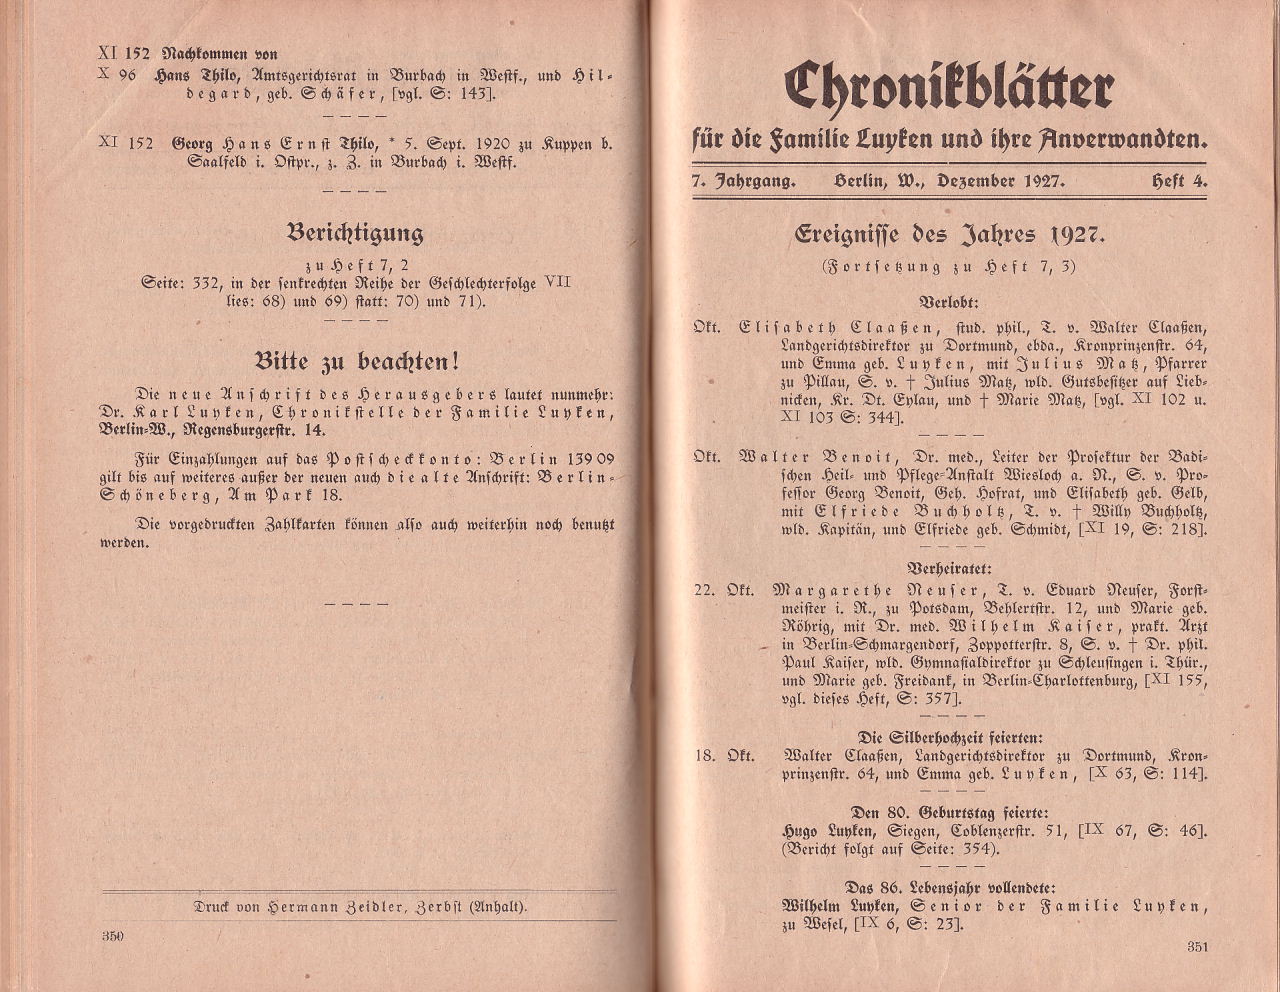 XI 152 Nachkommen von
X 96 Hans Thilo, Amtsgerichtsrat in Burbach in Westf., und Hil-
degard, geb. Schäfer, [vgl. S: 143].
XI 152 Georg Hans Ernst Thilo, * 5. Sept. 1920 zu Kuppen b.
Saalfeld i. Ostpr., z. Z. in Burbach i. Westf.
Berichtigung
zu Heft 7, 2
Seite: 332, in der senkrechten Reihe der Geschlechterfolge VII
lies: 68) und 69) statt: 70) und 71).
Bitte zu beachten!
Die neue Anschrift des Herausgebers lautet nunmehr:
Dr. Karl Luyken, Chronikstelle der Familie Luyken,
Berlin-W., Regensburgerstr. 14.
Für Einzahlungen auf das Postscheckkonto: Berlin 139 09
gilt bis auf weiteres außer der neuen auch die alte Anschrift: Berlin-
Schöneberg, Am Park 18.
Die vorgedruckten Zahlkarten können also auch weiterhin noch benutzt
werden.
Druck von Hermann Zeidler, Zerbst (Anhalt).
350
Chronikblätter
für die Familie Luyken und ihre Anverwandten.
7. Jahrgang. Berlin, W., Dezember 1927. Heft 4.
Ereignisse des Jahres 1927.
(Fortsetzung zu Heft 7, 3)
Verlobt:
Okt. Elisabeth Claaßen, stud. phil., T. v. Walter Claaßen,
Landgerichtsdirektor zu Dortmund, ebda., Kronprinzenstr. 64,
und Emma geb. Luyken, mit Julius Matz, Pfarrer
zu Pillau, S. v. † Julius Matz, wld. Gutsbesitzer auf Lieb-
nicken, Kr. Dt. Eylau, und † Marie Matz, [vgl. XI 102 u.
XI 103 S: 344].
Okt. Walter Benoit, Dr. med., Leiter der Prosektur der Badi-
schen Heil- und Pflege-Anstalt Wiesloch a. N., S. v. Pro-
fessor Georg Benoit, Geh. Hofrat, und Elisabeth geb. Gelb,
mit Elfriede Buchholtz, T. v. † Willy Buchholtz,
wld. Kapitän, und Elfriede geb. Schmidt, [XI 19, S: 218].
Verheiratet:
22. Okt. Margarethe Neuser, T. v. Eduard Neuser, Forst-
meister i. R., zu Potsdam, Behlertstr. 12, und Marie geb.
Röhrig, mit Dr. med. Wilhelm Kaiser, prakt. Arzt
in Berlin-Schmargendorf, Zoppotterstr. 8, S. v. † Dr. phil.
Paul Kaiser, wld. Gymnasialdirektor zu Schleusingen i. Thür.,
und Marie geb. Freidank, in Berlin-Charlottenburg, [XI 155,
vgl. dieses Heft, S: 357].
Die Silberhochzeit feierten:
18. Okt. Walter Claaßen, Landgerichtsdirektor zu Dortmund, Kron-
prinzenstr. 64, und Emma geb. Luyken, [X 63, S: 114].
Den 80. Geburtstag feierte:
Hugo Luyken, Siegen, Coblenzerstr. 51, [IX 67, S: 46].
(Bericht folgt auf Seite: 354).
Das 86. Lebensjahr vollendete:
Wilhelm Luyken, Senior der Familie Luyken,
zu Wesel, [IX 6, S: 23].
351